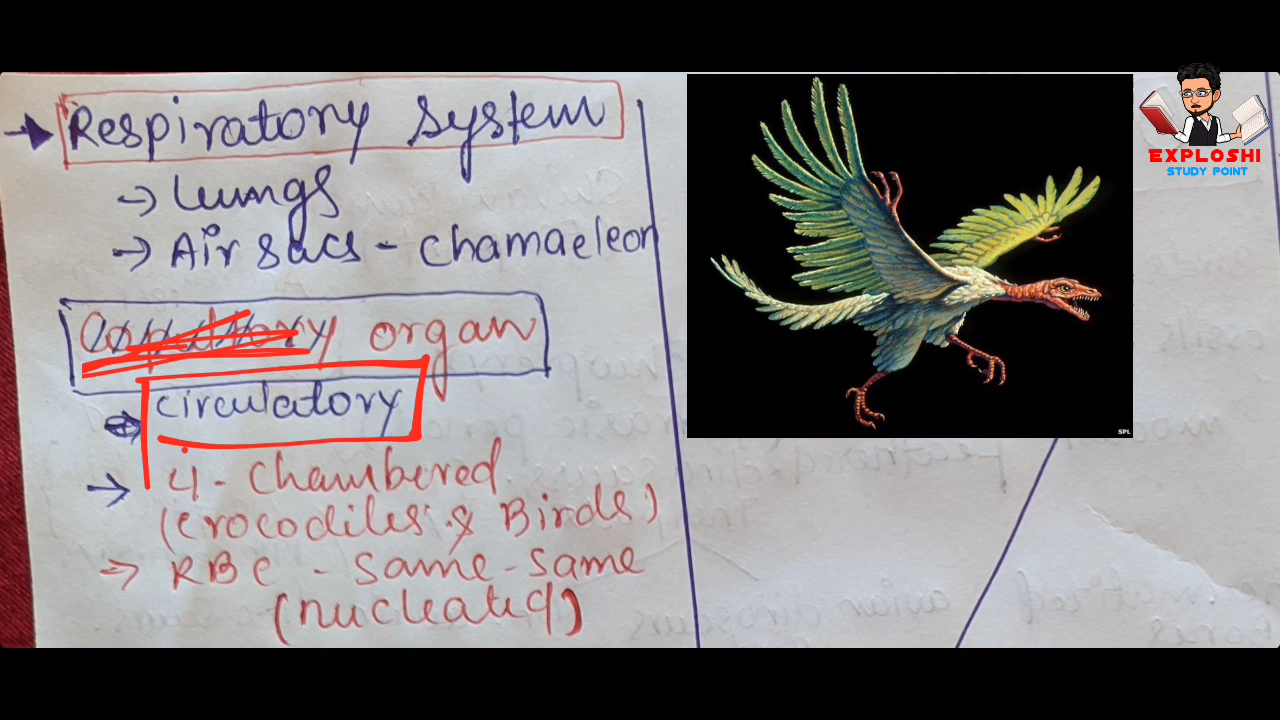 Respiratory System
→ Lungs
→ Air sacs - Chamaeleon
organ
circulatory
→ 4 - Chambered
(Crocodiles & Birds)
→ RBC - Same-Same
(nucleated)
SPL
EXPLOSHI
STUDY POINT